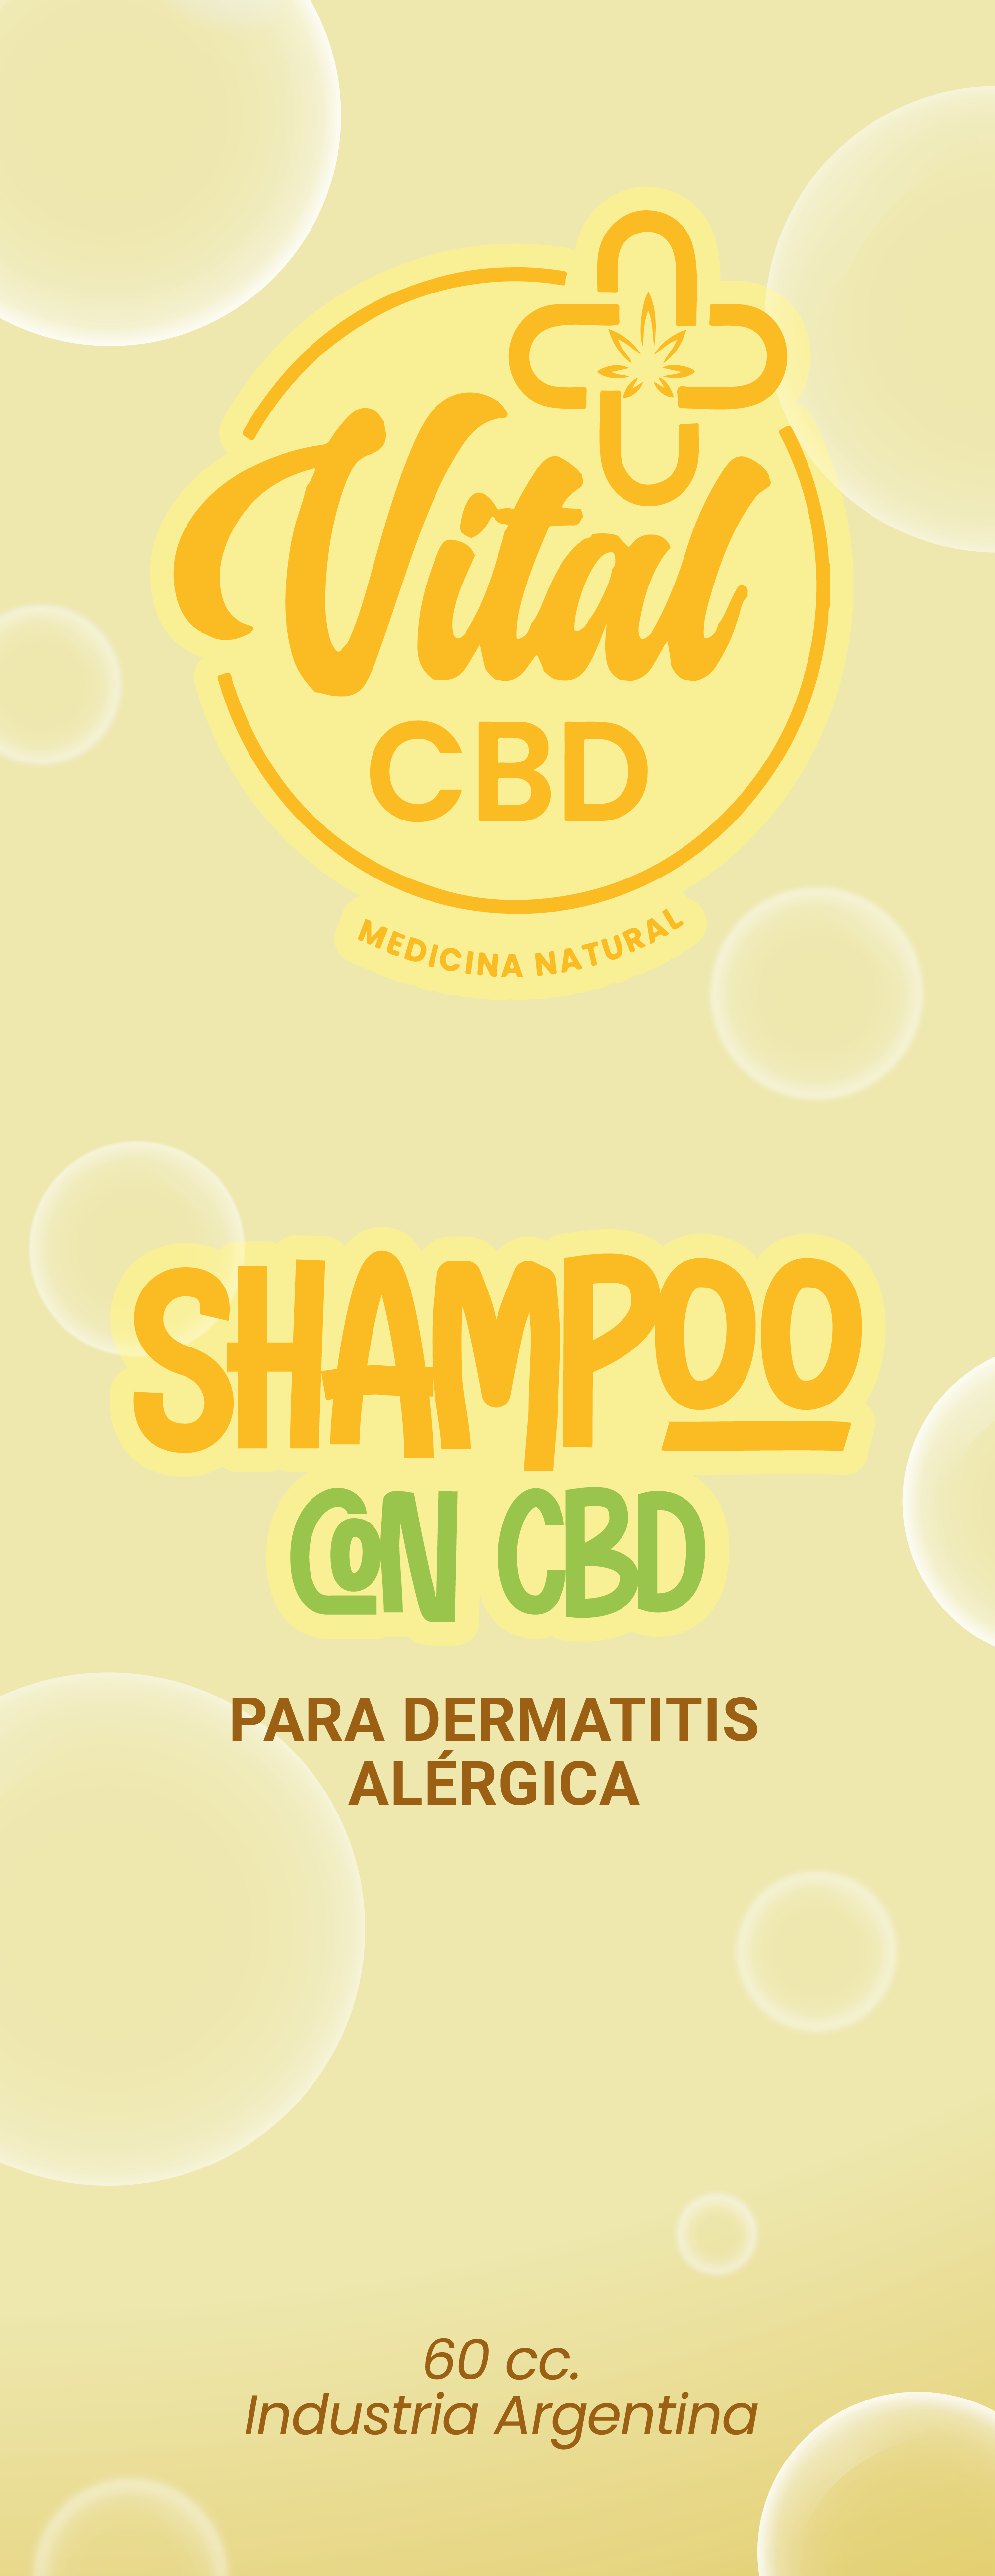 Vital
CBD
MEDICINA NATURAL
SHAMPOO
CON CBD
PARA DERMATITIS
ALÉRGICA
60 cc.
Industria Argentina